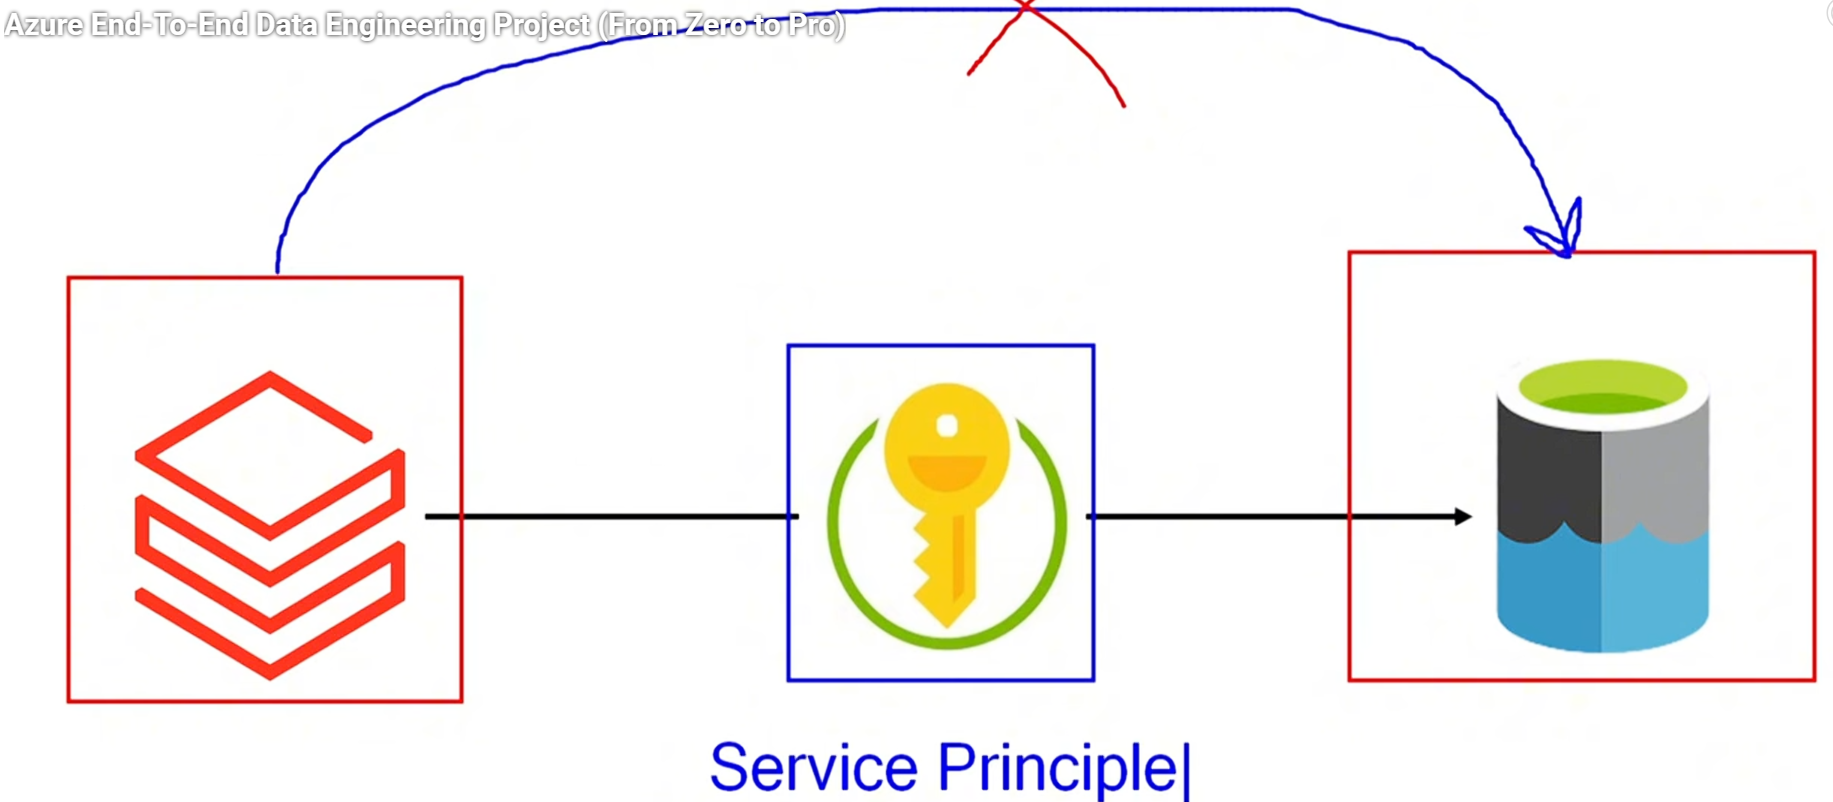 Azure End-To-End Data Engineering Project (From Zero to Pro)
Service Principle